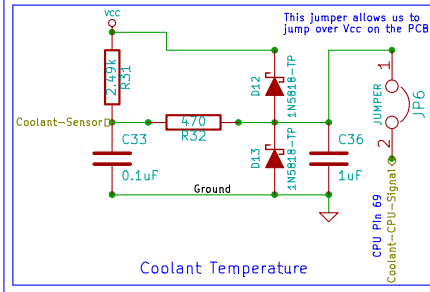 vcc
This jumper allows us to
jump over Vcc on the PCB
2.49k
R31
D12
1N5818-TP
1
JUMPER
JP6
2
Coolant-Sensor
470
R32
C33
0.1uF
D13
1N5818-TP
C36
1uF
Ground
CPU Pin 69
Coolant-CPU-Signal
Coolant Temperature